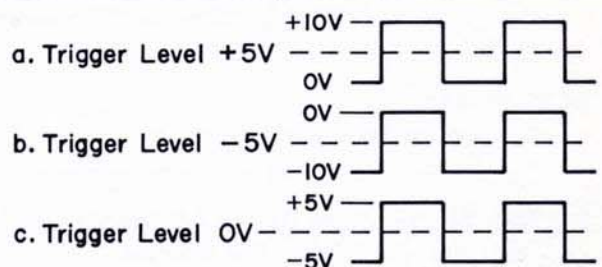 +10V
a. Trigger Level +5V
0V
0V
b. Trigger Level -5V
-10V
+5V
c. Trigger Level 0V
-5V